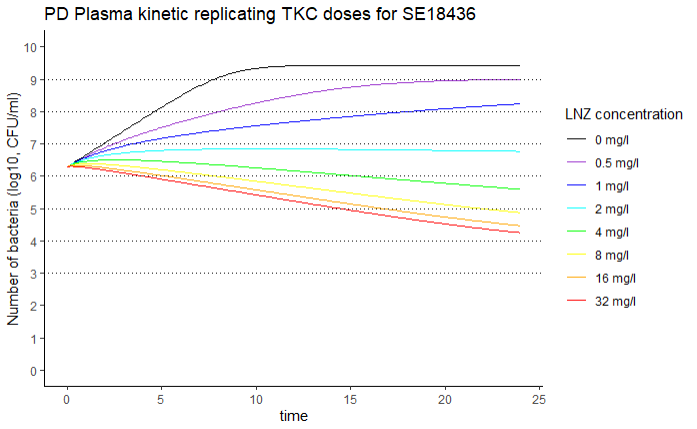 PD Plasma kinetic replicating TKC doses for SE18436
Number of bacteria (log10, CFU/ml)
10
9
8
7
6
5
4
3
2
1
0
0
5
10
15
20
25
time
LNZ concentration
0 mg/l
0.5 mg/l
1 mg/l
2 mg/l
4 mg/l
8 mg/l
16 mg/l
32 mg/l